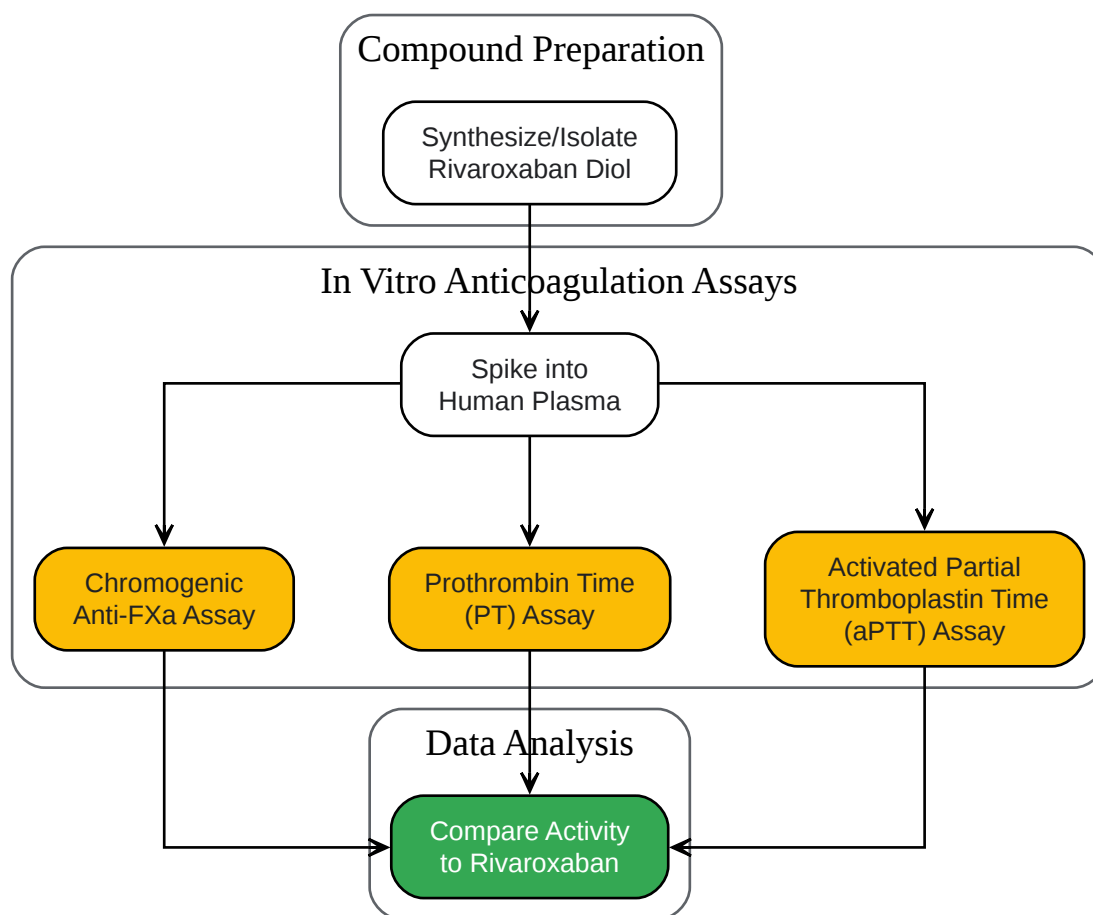 Compound Preparation
Synthesize/Isolate
Rivaroxaban Diol
In Vitro Anticoagulation Assays
Spike into
Human Plasma
Chromogenic
Anti-FXa Assay
Prothrombin Time
(PT) Assay
Activated Partial
Thromboplastin Time
(aPTT) Assay
Data Analysis
Compare Activity
to Rivaroxaban